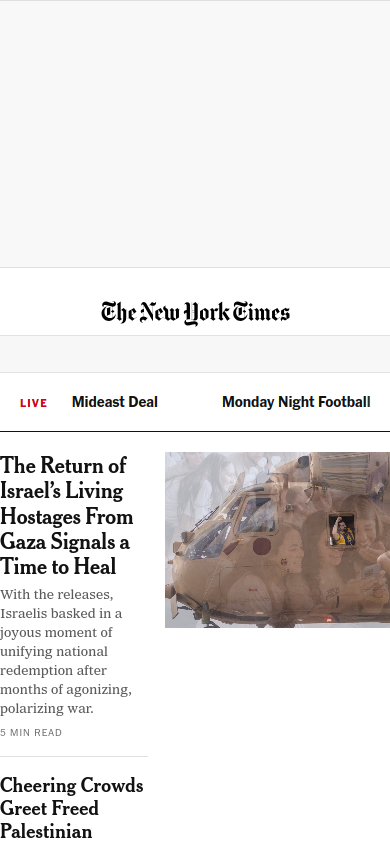 The New York Times
LIVE Mideast Deal Monday Night Football
The Return of
Israel's Living
Hostages From
Gaza Signals a
Time to Heal
With the releases,
Israelis basked in a
joyous moment of
unifying national
redemption after
months of agonizing,
polarizing war.
5 MIN READ
Cheering Crowds
Greet Freed
Palestinian